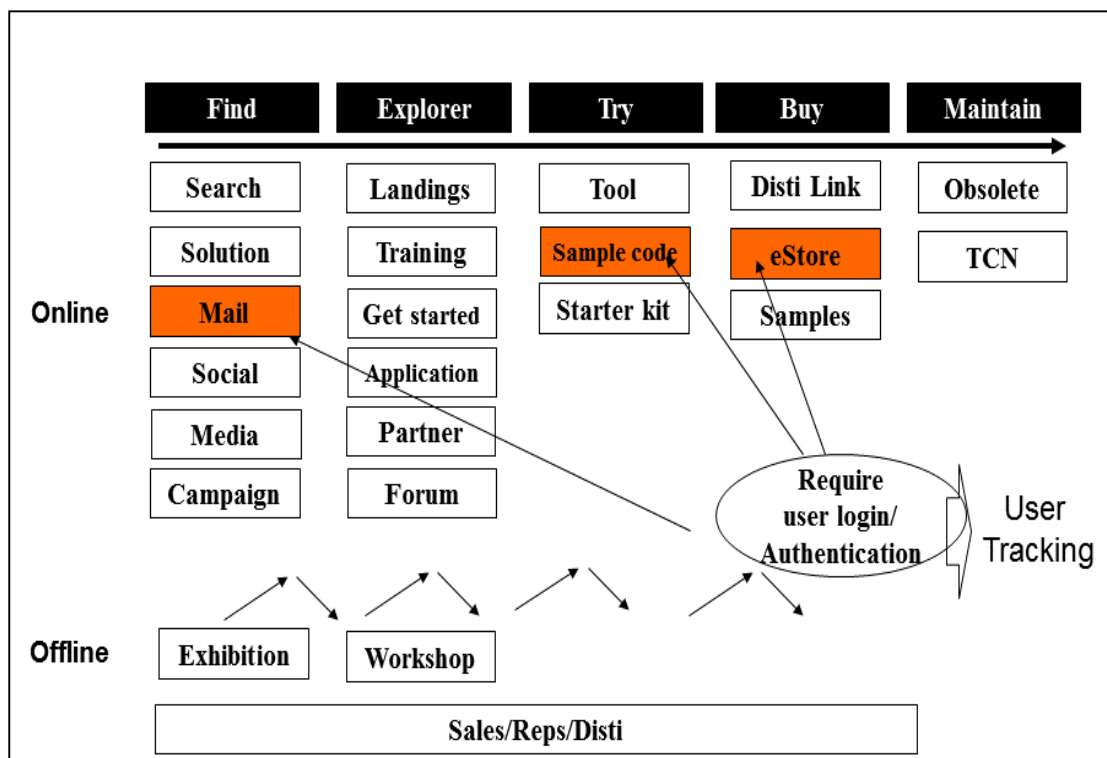 Find
Explorer
Try
Buy
Maintain
Search
Landings
Tool
Disti Link
Obsolete
Solution
Training
Sample code
eStore
TCN
Online
Mail
Get started
Starter kit
Samples
Social
Application
Media
Partner
Campaign
Forum
Require
user login/
Authentication
User
Tracking
Offline
Exhibition
Workshop
Sales/Reps/Disti